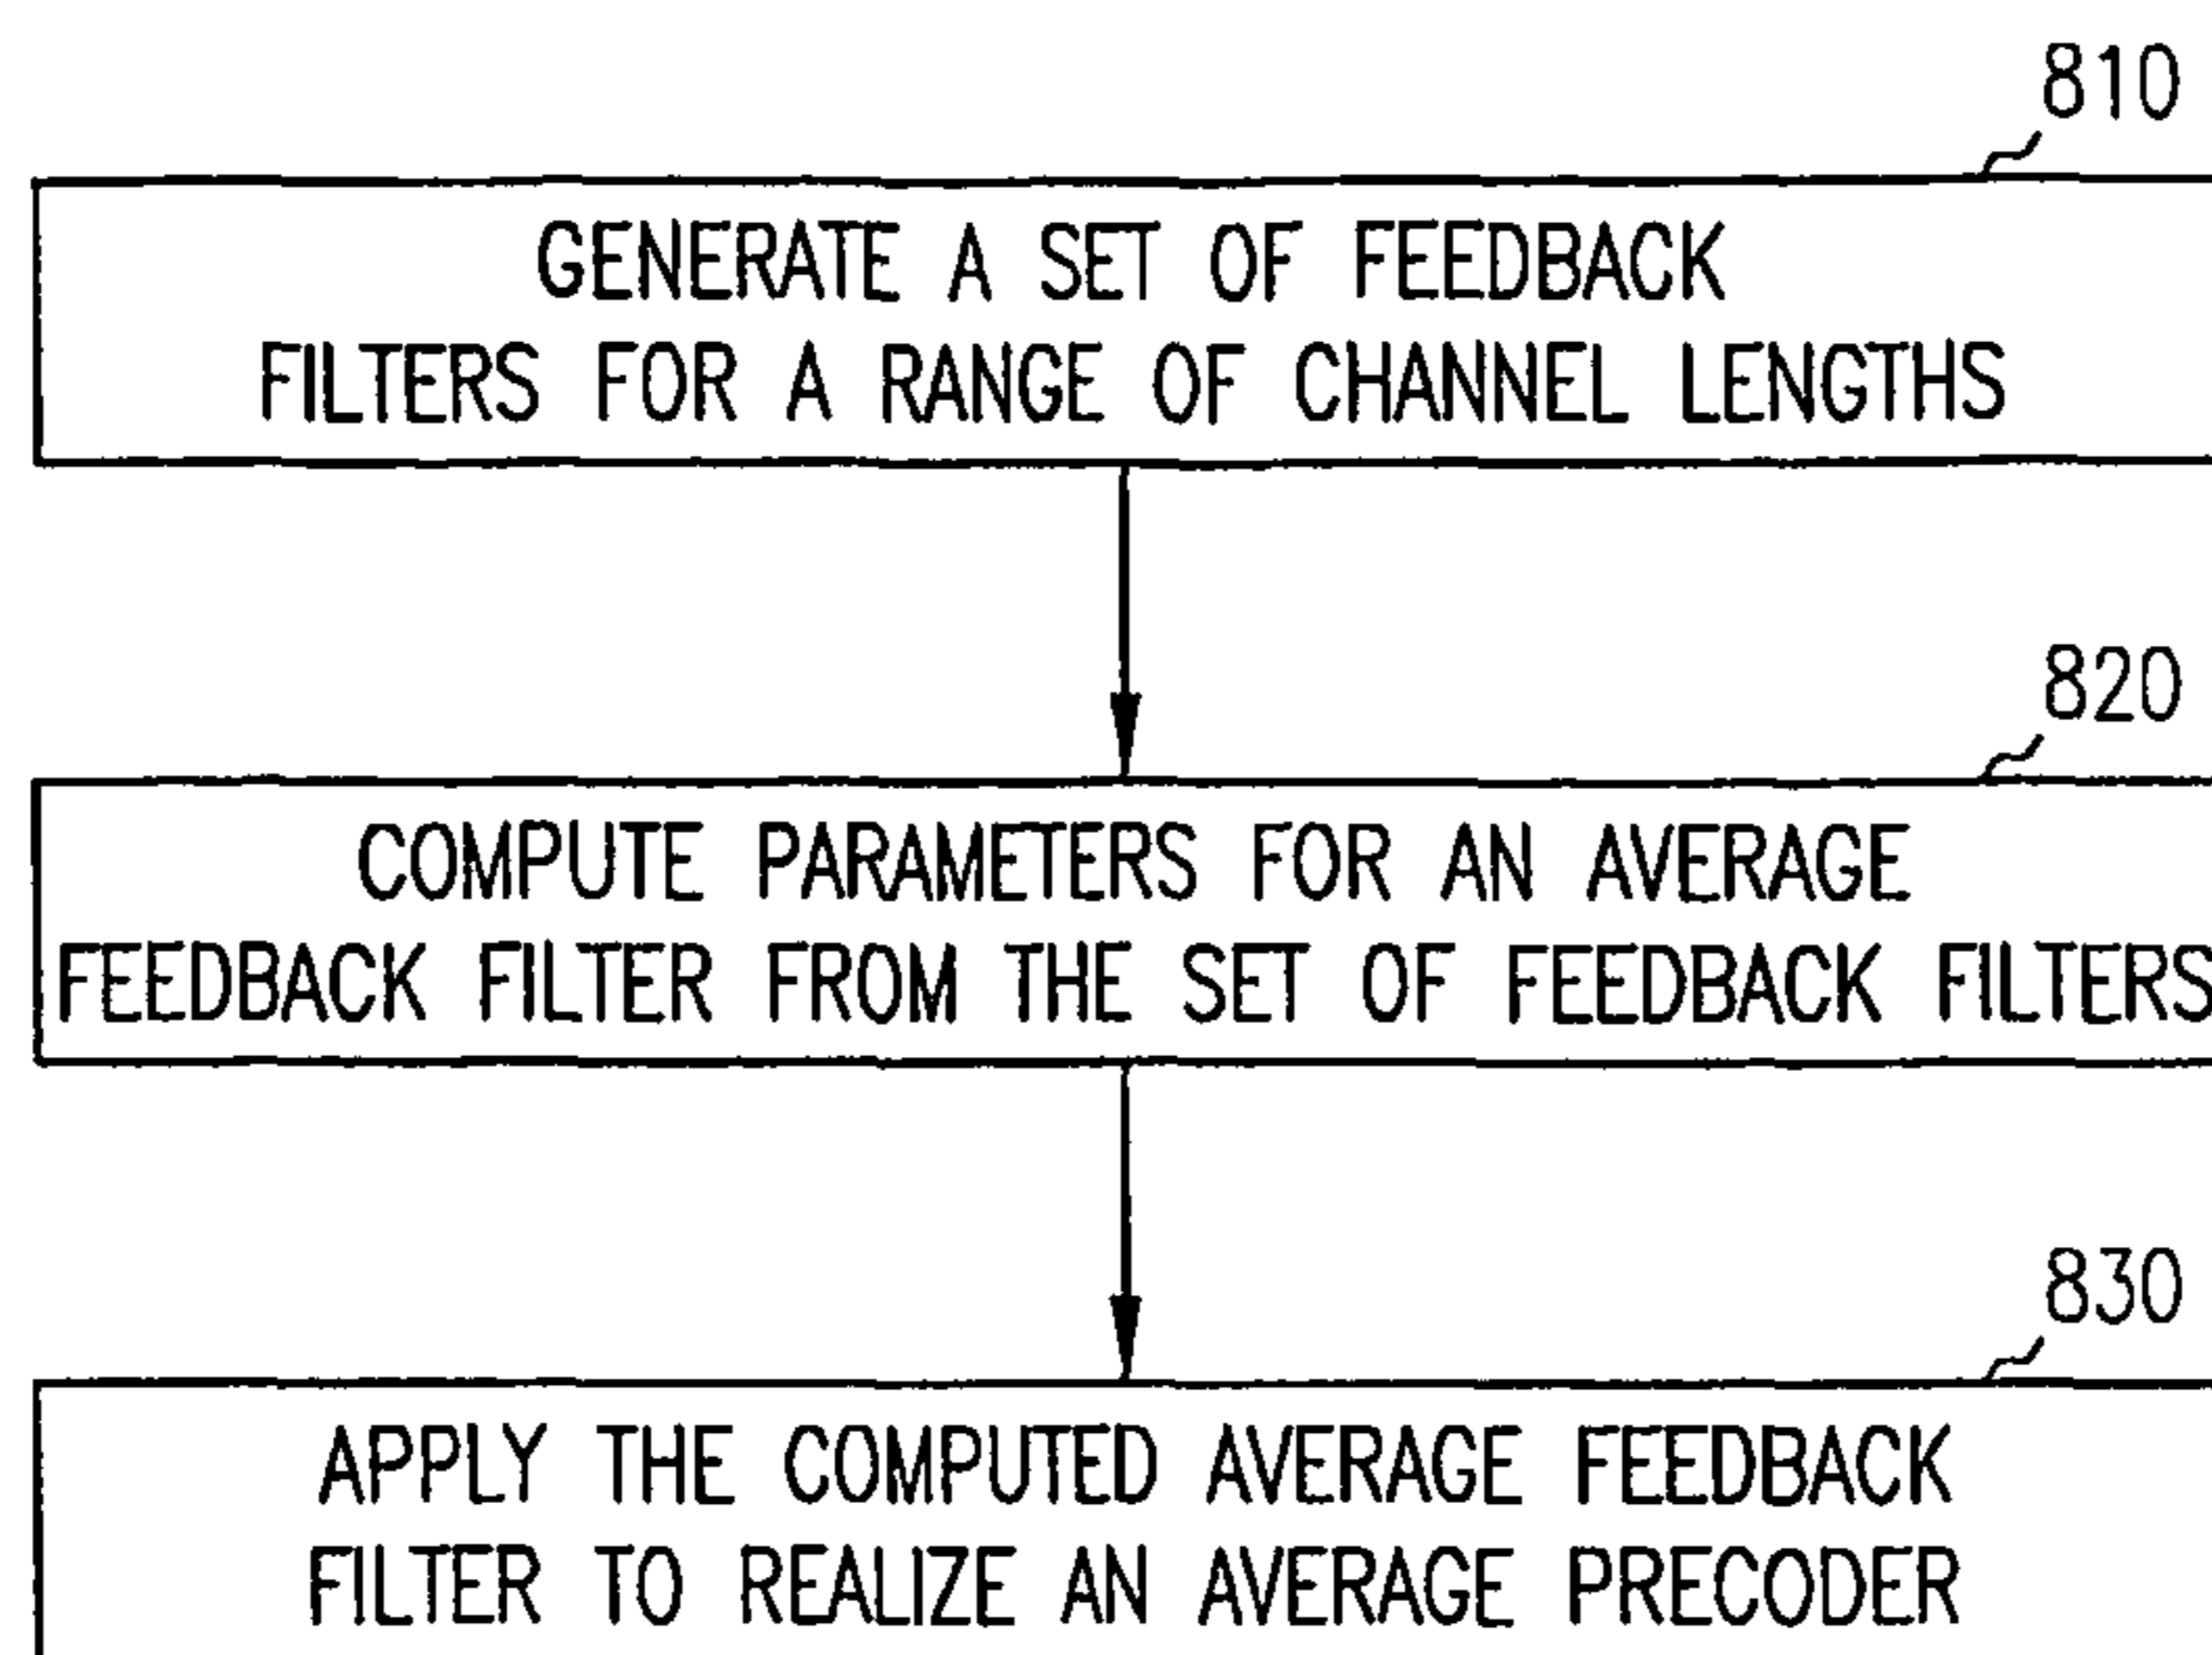 810
GENERATE A SET OF FEEDBACK
FILTERS FOR A RANGE OF CHANNEL LENGTHS
820
COMPUTE PARAMETERS FOR AN AVERAGE
FEEDBACK FILTER FROM THE SET OF FEEDBACK FILTERS
830
APPLY THE COMPUTED AVERAGE FEEDBACK
FILTER TO REALIZE AN AVERAGE PRECODER